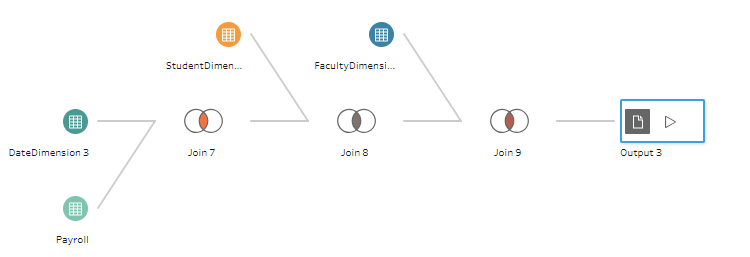 StudentDimen...
FacultyDimensi...
DateDimension 3
Join 7
Join 8
Join 9
Output 3
Payroll